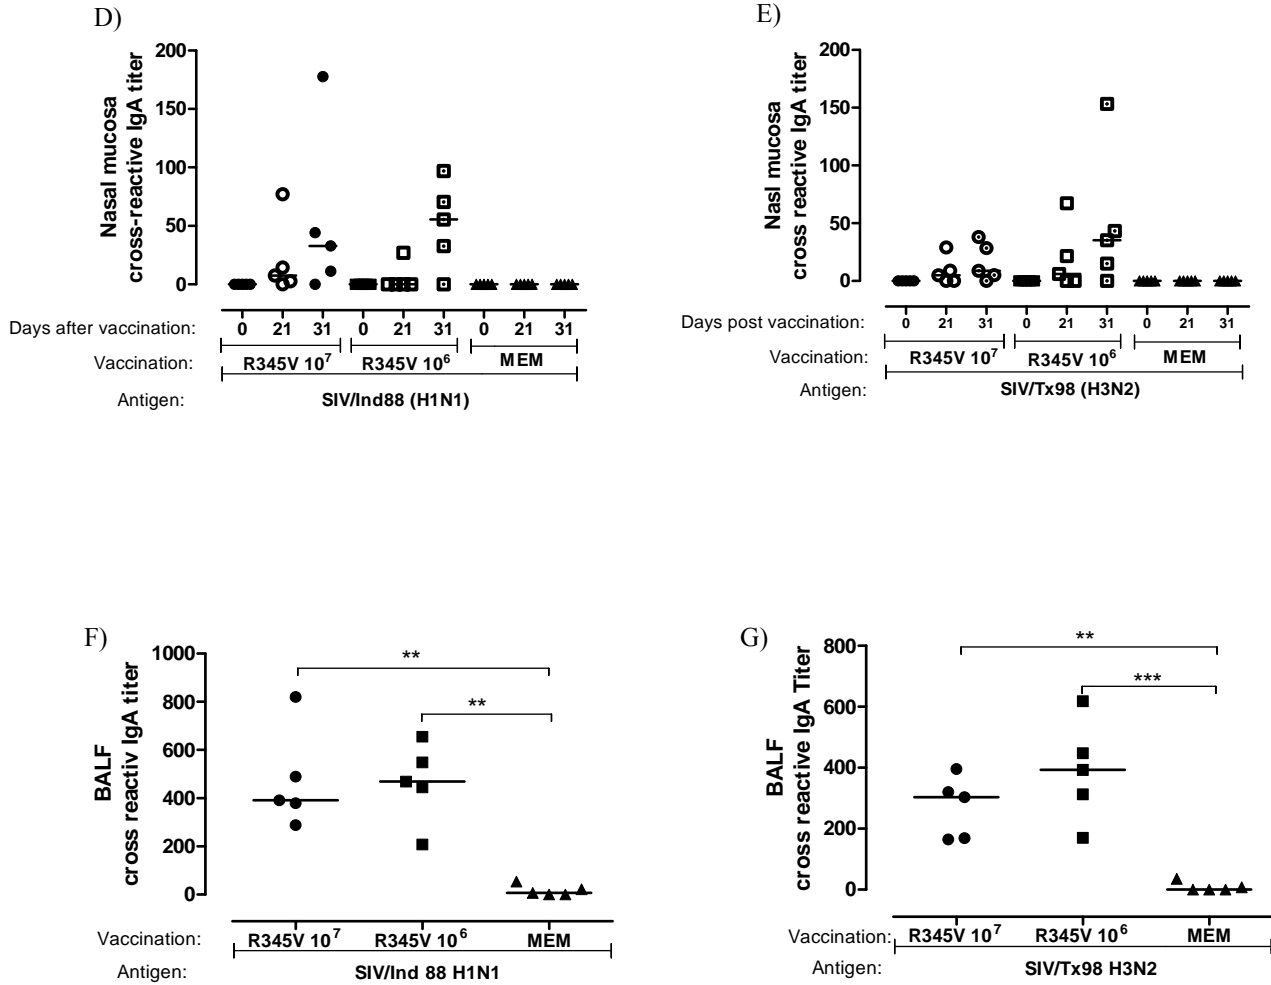 D)
Nasal mucosa
cross-reactive IgA titer
200
150
100
50
0
Days after vaccination: 0 21 31 0 21 31 0 21 31
Vaccination: R345V 10⁷ R345V 10⁶ MEM
Antigen: SIV/Ind88 (H1N1)
E)
Nasl mucosa
cross reactive IgA titer
200
150
100
50
0
Days post vaccination: 0 21 31 0 21 31 0 21 31
Vaccination: R345V 10⁷ R345V 10⁶ MEM
Antigen: SIV/Tx98 (H3N2)
F)
BALF
cross reactiv IgA titer
1000
800
600
400
200
0
**
**
Vaccination: R345V 10⁷ R345V 10⁶ MEM
Antigen: SIV/Ind 88 H1N1
G)
BALF
cross reactive IgA Titer
800
600
400
200
0
**
***
Vaccination: R345V 10⁷ R345V 10⁶ MEM
Antigen: SIV/Tx98 H3N2